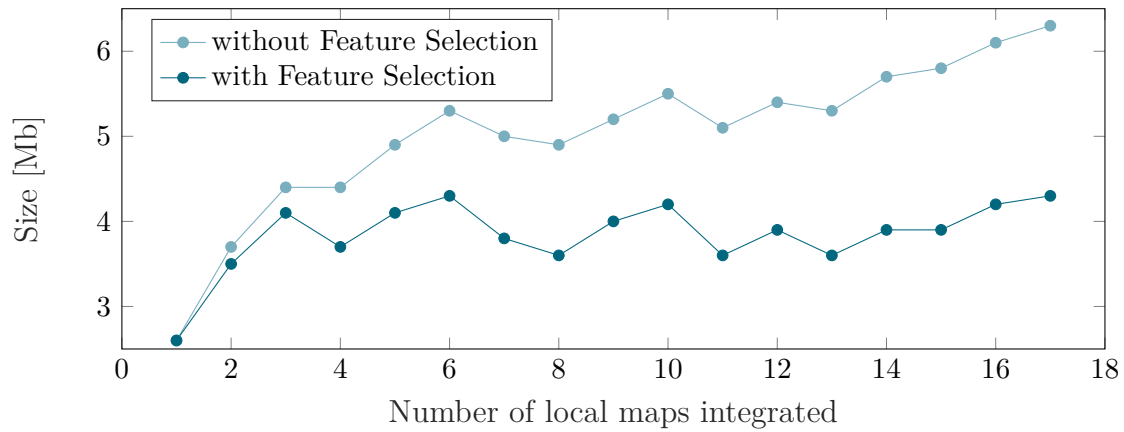 without Feature Selection
with Feature Selection
6
5
4
3
Size [Mb]
0 2 4 6 8 10 12 14 16 18
Number of local maps integrated